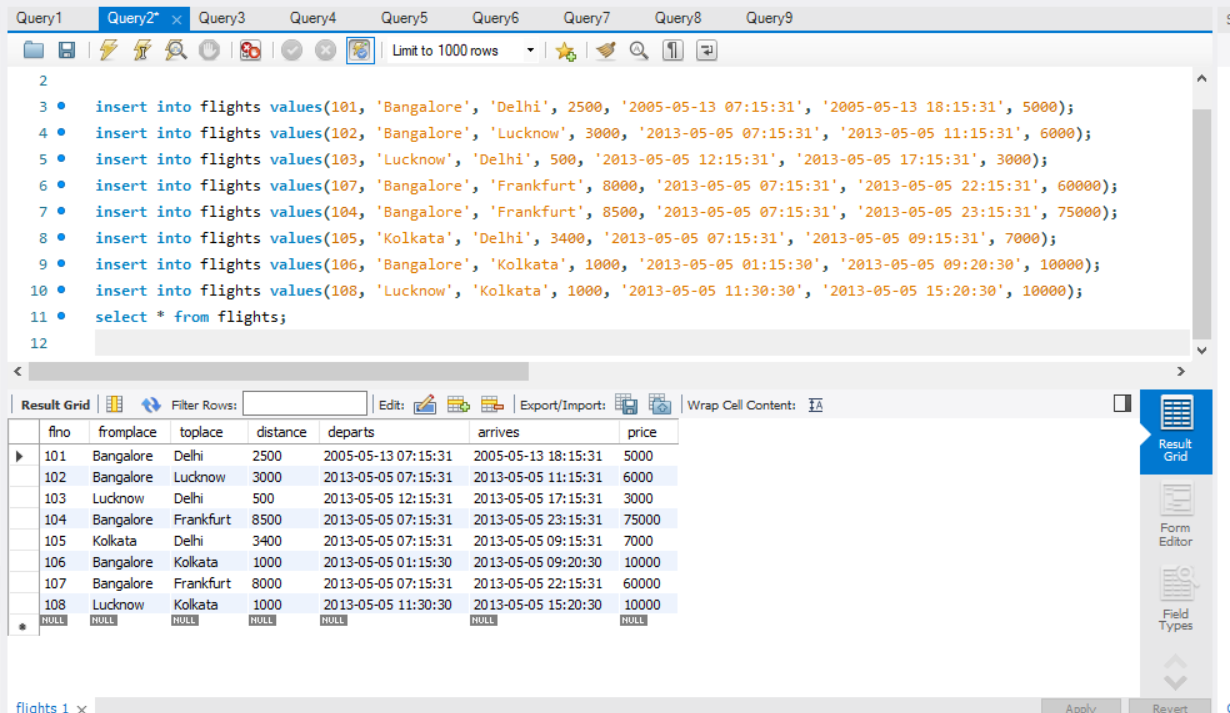 Query1 Query2* × Query3 Query4 Query5 Query6 Query7 Query8 Query9
Limit to 1000 rows
2
3 insert into flights values(101, 'Bangalore', 'Delhi', 2500, '2005-05-13 07:15:31', '2005-05-13 18:15:31', 5000);
4 insert into flights values(102, 'Bangalore', 'Lucknow', 3000, '2013-05-05 07:15:31', '2013-05-05 11:15:31', 6000);
5 insert into flights values(103, 'Lucknow', 'Delhi', 500, '2013-05-05 12:15:31', '2013-05-05 17:15:31', 3000);
6 insert into flights values(107, 'Bangalore', 'Frankfurt', 8000, '2013-05-05 07:15:31', '2013-05-05 22:15:31', 60000);
7 insert into flights values(104, 'Bangalore', 'Frankfurt', 8500, '2013-05-05 07:15:31', '2013-05-05 23:15:31', 75000);
8 insert into flights values(105, 'Kolkata', 'Delhi', 3400, '2013-05-05 07:15:31', '2013-05-05 09:15:31', 7000);
9 insert into flights values(106, 'Bangalore', 'Kolkata', 1000, '2013-05-05 01:15:30', '2013-05-05 09:20:30', 10000);
10 insert into flights values(108, 'Lucknow', 'Kolkata', 1000, '2013-05-05 11:30:30', '2013-05-05 15:20:30', 10000);
11 select * from flights;
12
Result Grid Filter Rows: Edit: Export/Import: Wrap Cell Content:
flno fromplace toplace distance departs arrives price
101 Bangalore Delhi 2500 2005-05-13 07:15:31 2005-05-13 18:15:31 5000
102 Bangalore Lucknow 3000 2013-05-05 07:15:31 2013-05-05 11:15:31 6000
103 Lucknow Delhi 500 2013-05-05 12:15:31 2013-05-05 17:15:31 3000
104 Bangalore Frankfurt 8500 2013-05-05 07:15:31 2013-05-05 23:15:31 75000
105 Kolkata Delhi 3400 2013-05-05 07:15:31 2013-05-05 09:15:31 7000
106 Bangalore Kolkata 1000 2013-05-05 01:15:30 2013-05-05 09:20:30 10000
107 Bangalore Frankfurt 8000 2013-05-05 07:15:31 2013-05-05 22:15:31 60000
108 Lucknow Kolkata 1000 2013-05-05 11:30:30 2013-05-05 15:20:30 10000
NULL NULL NULL NULL NULL NULL NULL
Result
Grid
Form
Editor
Field
Types
flights 1 × Apply Revert